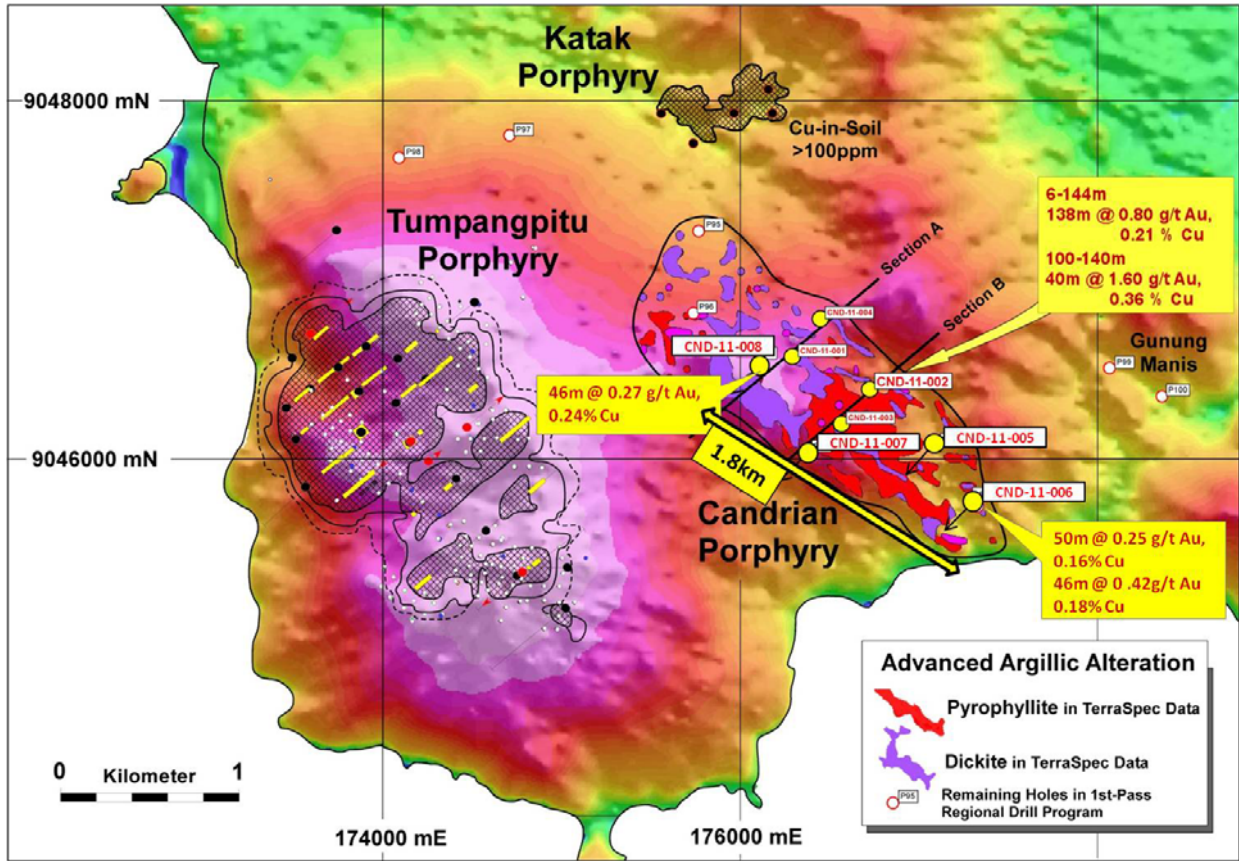 Katak
Porphyry
9048000 mN
Cu-in-Soil
>100ppm
P97
P98
6-144m
138m @ 0.80 g/t Au,
0.21 % Cu
100-140m
40m @ 1.60 g/t Au,
0.36 % Cu
Tumpangpitu
Porphyry
P95
Section A
Section B
P96
CND-11-004
CND-11-008
CND-11-001
CND-11-002
Gunung
Manis
P99
P100
46m @ 0.27 g/t Au,
0.24% Cu
CND-11-003
CND-11-007
CND-11-005
9046000 mN
1.8km
CND-11-006
Candrian
Porphyry
50m @ 0.25 g/t Au,
0.16% Cu
46m @ 0.42g/t Au
0.18% Cu
Advanced Argillic Alteration
Pyrophyllite in TerraSpec Data
Dickite in TerraSpec Data
P95
Remaining Holes in 1st-Pass
Regional Drill Program
0 Kilometer 1
174000 mE
176000 mE